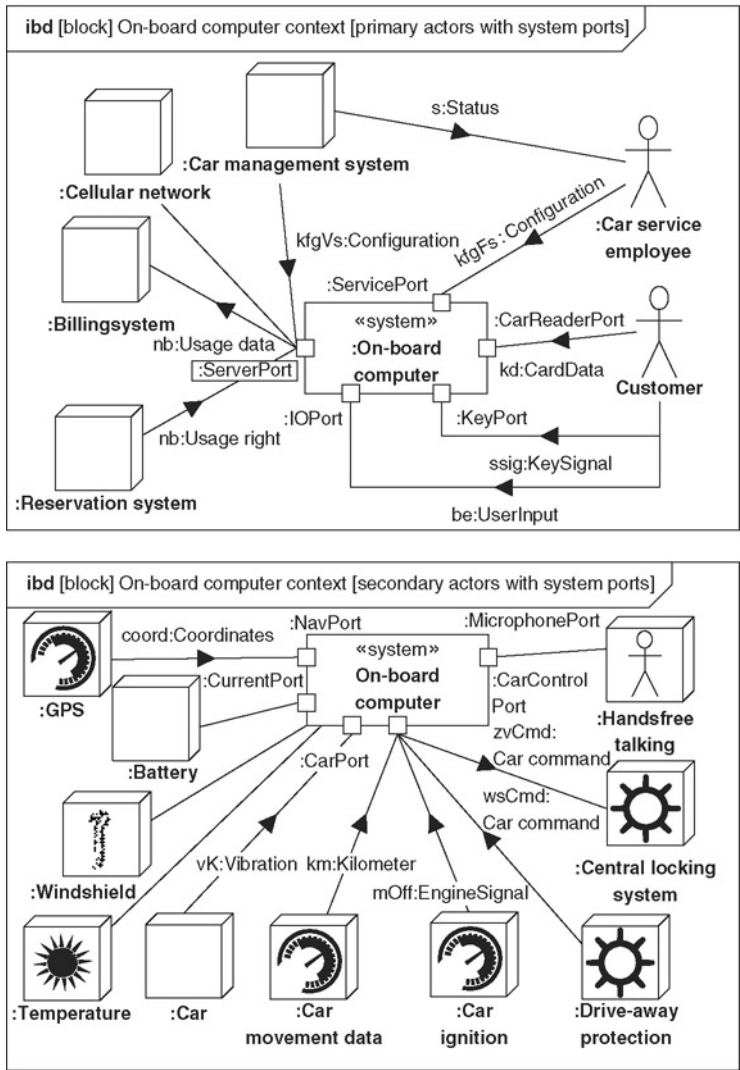 ibd [block] On-board computer context [primary actors with system ports]
s:Status
:Car management system
:Cellular network
:Car service
employee
kfgVs:Configuration
kfgFs:Configuration
:ServicePort
:Billingsystem
«system»
:On-board
computer
:CarReaderPort
nb:Usage data
kd:CardData
Customer
:ServerPort
:IOPort
:KeyPort
nb:Usage right
ssig:KeySignal
:Reservation system
be:UserInput
ibd [block] On-board computer context [secondary actors with system ports]
coord:Coordinates
:NavPort
:MicrophonePort
«system»
On-board
computer
:GPS
:CurrentPort
:CarControl
Port
:Handsfree
talking
zvCmd:
Car command
:Battery
:CarPort
wsCmd:
Car command
:Windshield
vK:Vibration
km:Kilometer
mOff:EngineSignal
:Central locking
system
:Temperature
:Car
:Car
movement data
:Car
ignition
:Drive-away
protection